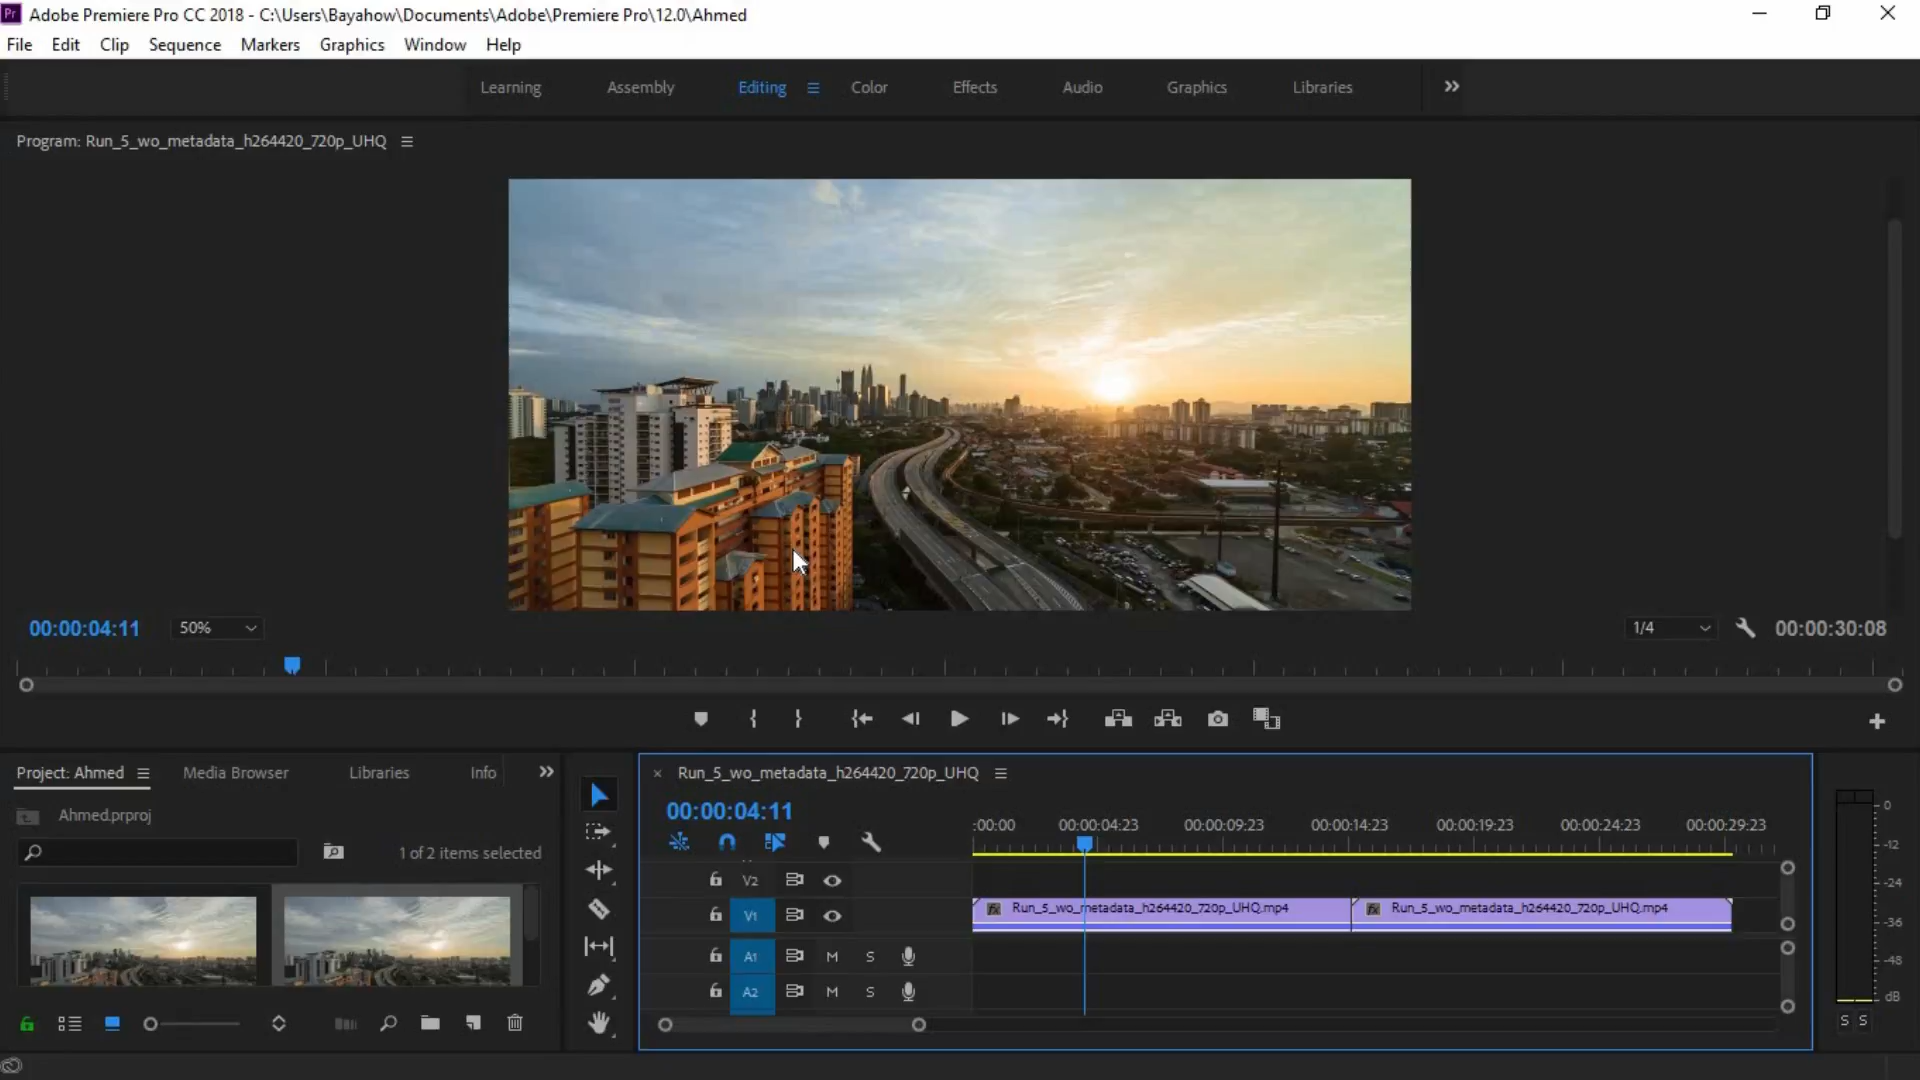 Adobe Premiere Pro CC 2018 - C:\Users\Bayahow\Documents\Adobe\Premiere Pro\12.0\Ahmed
File Edit Clip Sequence Markers Graphics Window Help
Learning Assembly Editing Color Effects Audio Graphics Libraries
Program: Run_5_wo_metadata_h264420_720p_UHQ
00:00:04:11 50% 1/4 00:00:30:08
Project: Ahmed Media Browser Libraries Info
Ahmed.prproj
1 of 2 items selected
Run_5_wo_metadata_h264420_720p_UHQ
00:00:04:11
:00:00 00:00:04:23 00:00:09:23 00:00:14:23 00:00:19:23 00:00:24:23 00:00:29:23
V2
V1 Run_5_wo_metadata_h264420_720p_UHQ.mp4 Run_5_wo_metadata_h264420_720p_UHQ.mp4
A1 M S
A2 M S
0
-12
-24
-36
-48
dB
S S